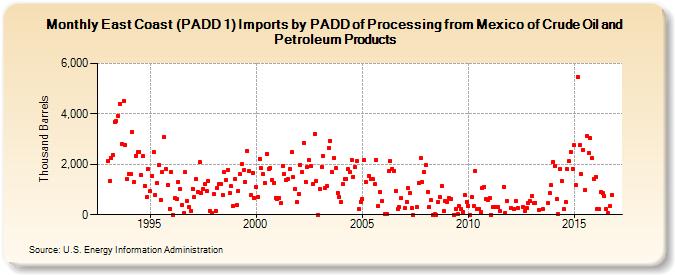 Monthly East Coast (PADD 1) Imports by PADD of Processing from Mexico of Crude Oil and
Petroleum Products
Thousand Barrels
6,000
4,000
2,000
0
1995
2000
2005
2010
2015
Source: U.S. Energy Information Administration